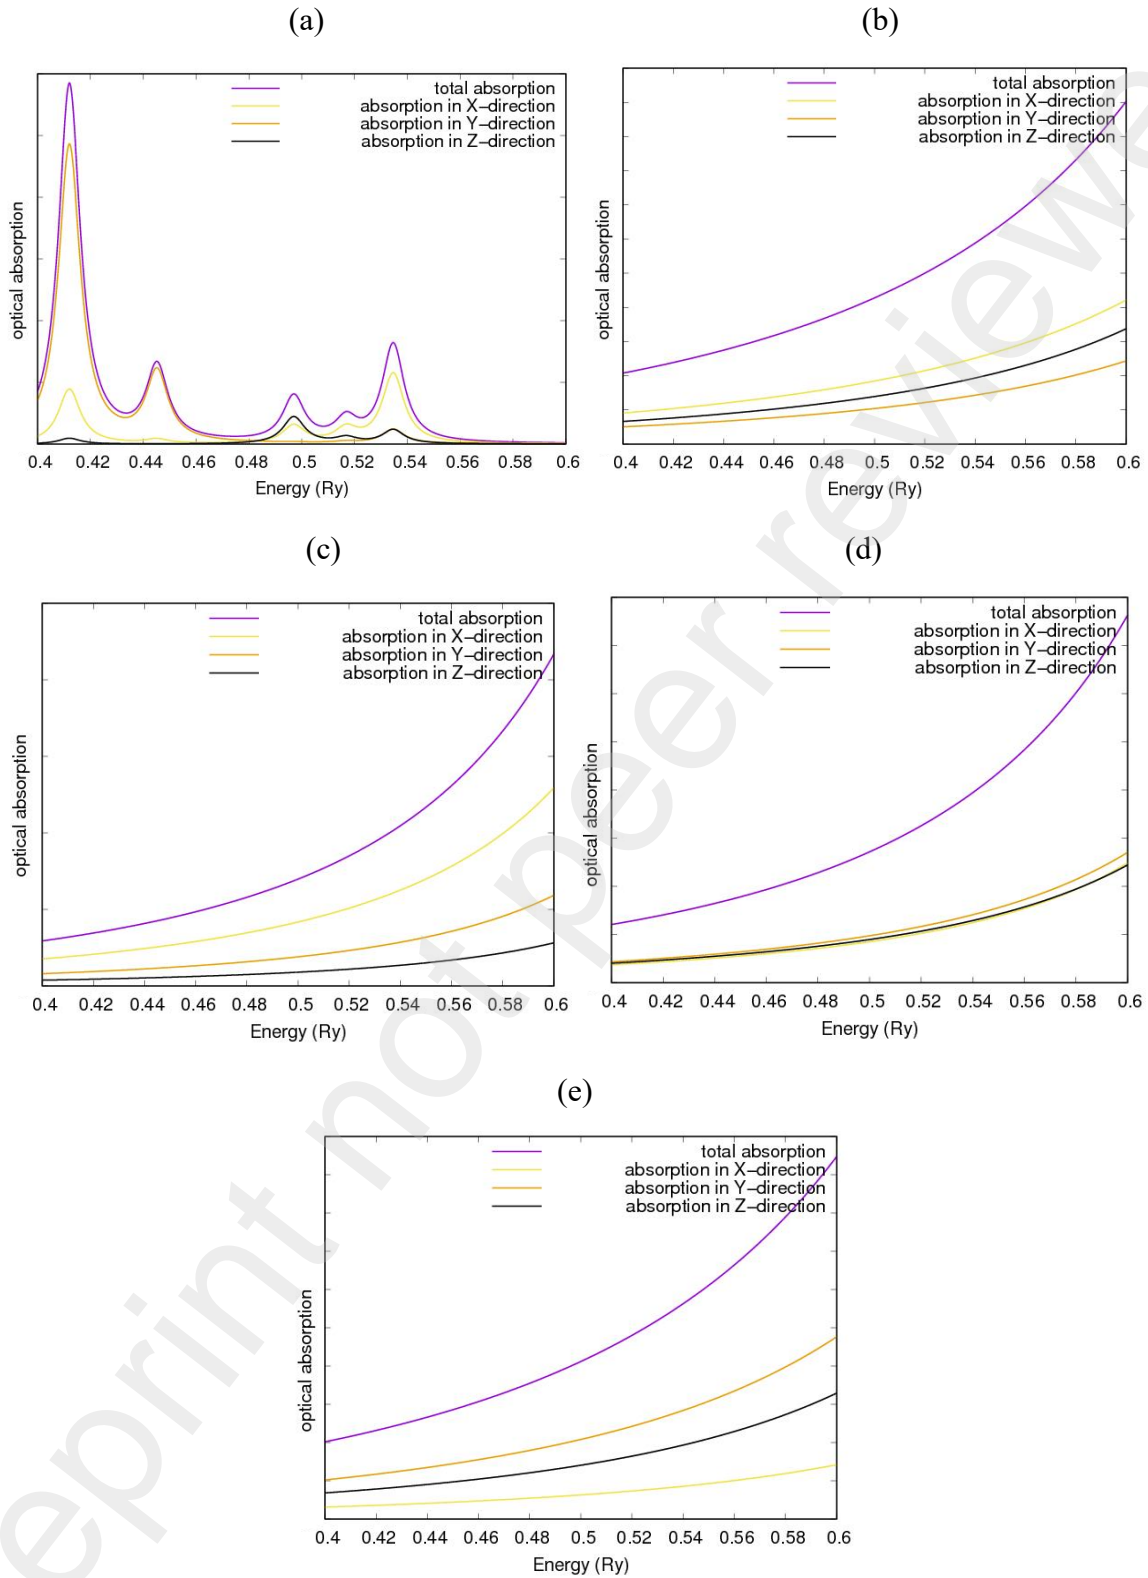 (a)
total absorption
absorption in X−direction
absorption in Y−direction
absorption in Z−direction
optical absorption
0.4 0.42 0.44 0.46 0.48 0.5 0.52 0.54 0.56 0.58 0.6
Energy (Ry)
(b)
total absorption
absorption in X−direction
absorption in Y−direction
absorption in Z−direction
optical absorption
0.4 0.42 0.44 0.46 0.48 0.5 0.52 0.54 0.56 0.58 0.6
Energy (Ry)
(c)
total absorption
absorption in X−direction
absorption in Y−direction
absorption in Z−direction
optical absorption
0.4 0.42 0.44 0.46 0.48 0.5 0.52 0.54 0.56 0.58 0.6
Energy (Ry)
(d)
total absorption
absorption in X−direction
absorption in Y−direction
absorption in Z−direction
optical absorption
0.4 0.42 0.44 0.46 0.48 0.5 0.52 0.54 0.56 0.58 0.6
Energy (Ry)
(e)
total absorption
absorption in X−direction
absorption in Y−direction
absorption in Z−direction
optical absorption
0.4 0.42 0.44 0.46 0.48 0.5 0.52 0.54 0.56 0.58 0.6
Energy (Ry)
eprint not peer reviewe